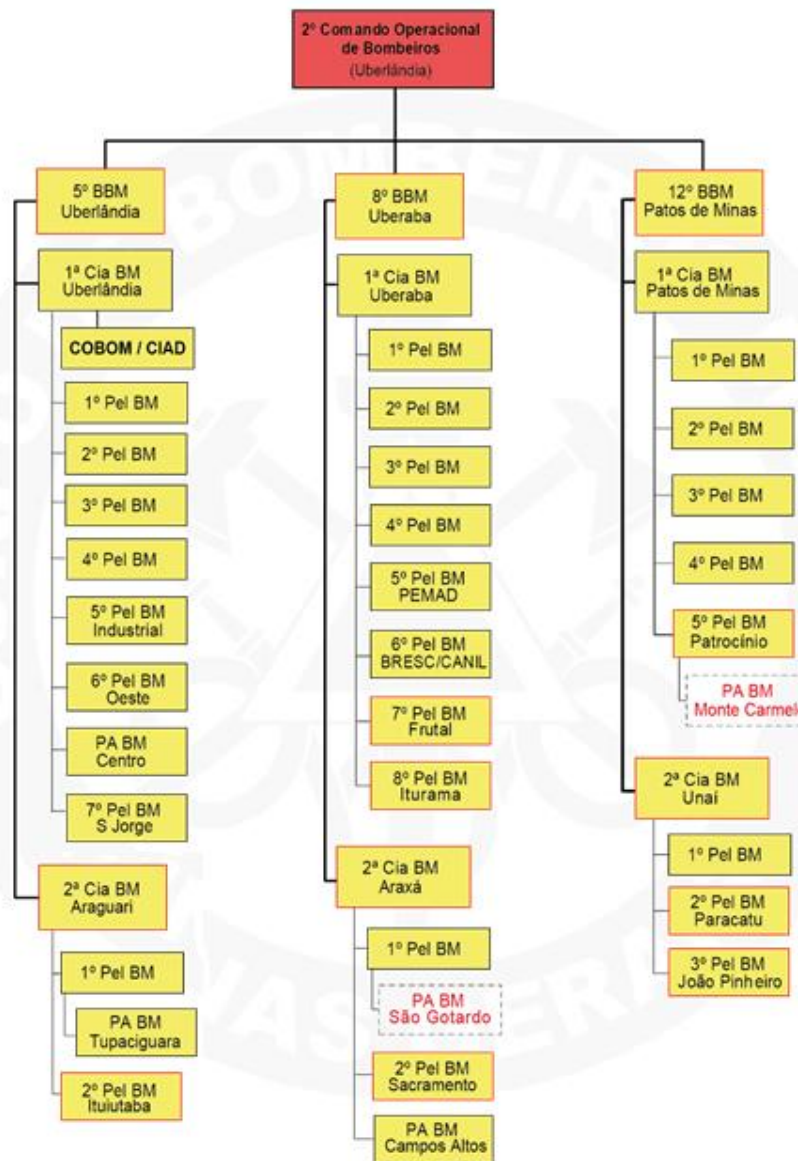 2º Comando Operacional
de Bombeiros
(Uberlândia)
5º BBM
Uberlândia
1ª Cia BM
Uberlândia
COBOM / CIAD
1º Pel BM
2º Pel BM
3º Pel BM
4º Pel BM
5º Pel BM
Industrial
6º Pel BM
Oeste
PA BM
Centro
7º Pel BM
S Jorge
2ª Cia BM
Araguari
1º Pel BM
PA BM
Tupaciguara
2º Pel BM
Ituiutaba
8º BBM
Uberaba
1ª Cia BM
Uberaba
1º Pel BM
2º Pel BM
3º Pel BM
4º Pel BM
5º Pel BM
PEMAD
6º Pel BM
BRESC/CANIL
7º Pel BM
Frutal
8º Pel BM
Iturama
2ª Cia BM
Araxá
1º Pel BM
PA BM
São Gotardo
2º Pel BM
Sacramento
PA BM
Campos Altos
12º BBM
Patos de Minas
1ª Cia BM
Patos de Minas
1º Pel BM
2º Pel BM
3º Pel BM
4º Pel BM
5º Pel BM
Patrocínio
PA BM
Monte Carmelo
2ª Cia BM
Unaí
1º Pel BM
2º Pel BM
Paracatu
3º Pel BM
João Pinheiro